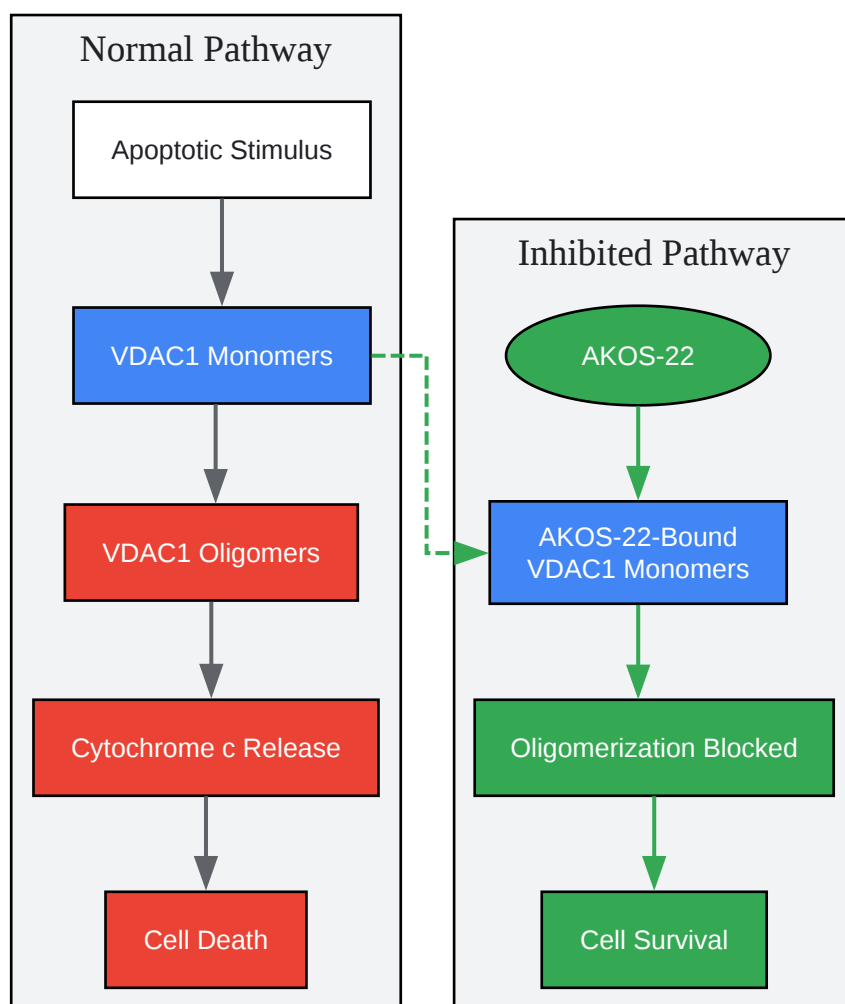 Normal Pathway
Apoptotic Stimulus
VDAC1 Monomers
VDAC1 Oligomers
Cytochrome c Release
Cell Death
Inhibited Pathway
AKOS-22
AKOS-22-Bound
VDAC1 Monomers
Oligomerization Blocked
Cell Survival